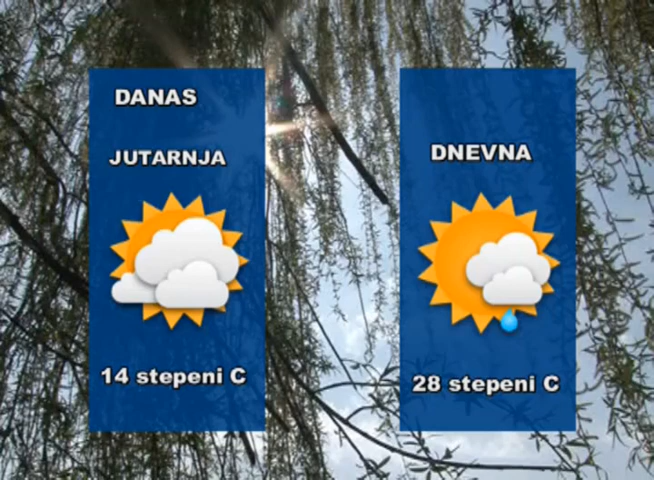 DANAS
JUTARNJA
14 stepeni C
DNEVNA
28 stepeni C